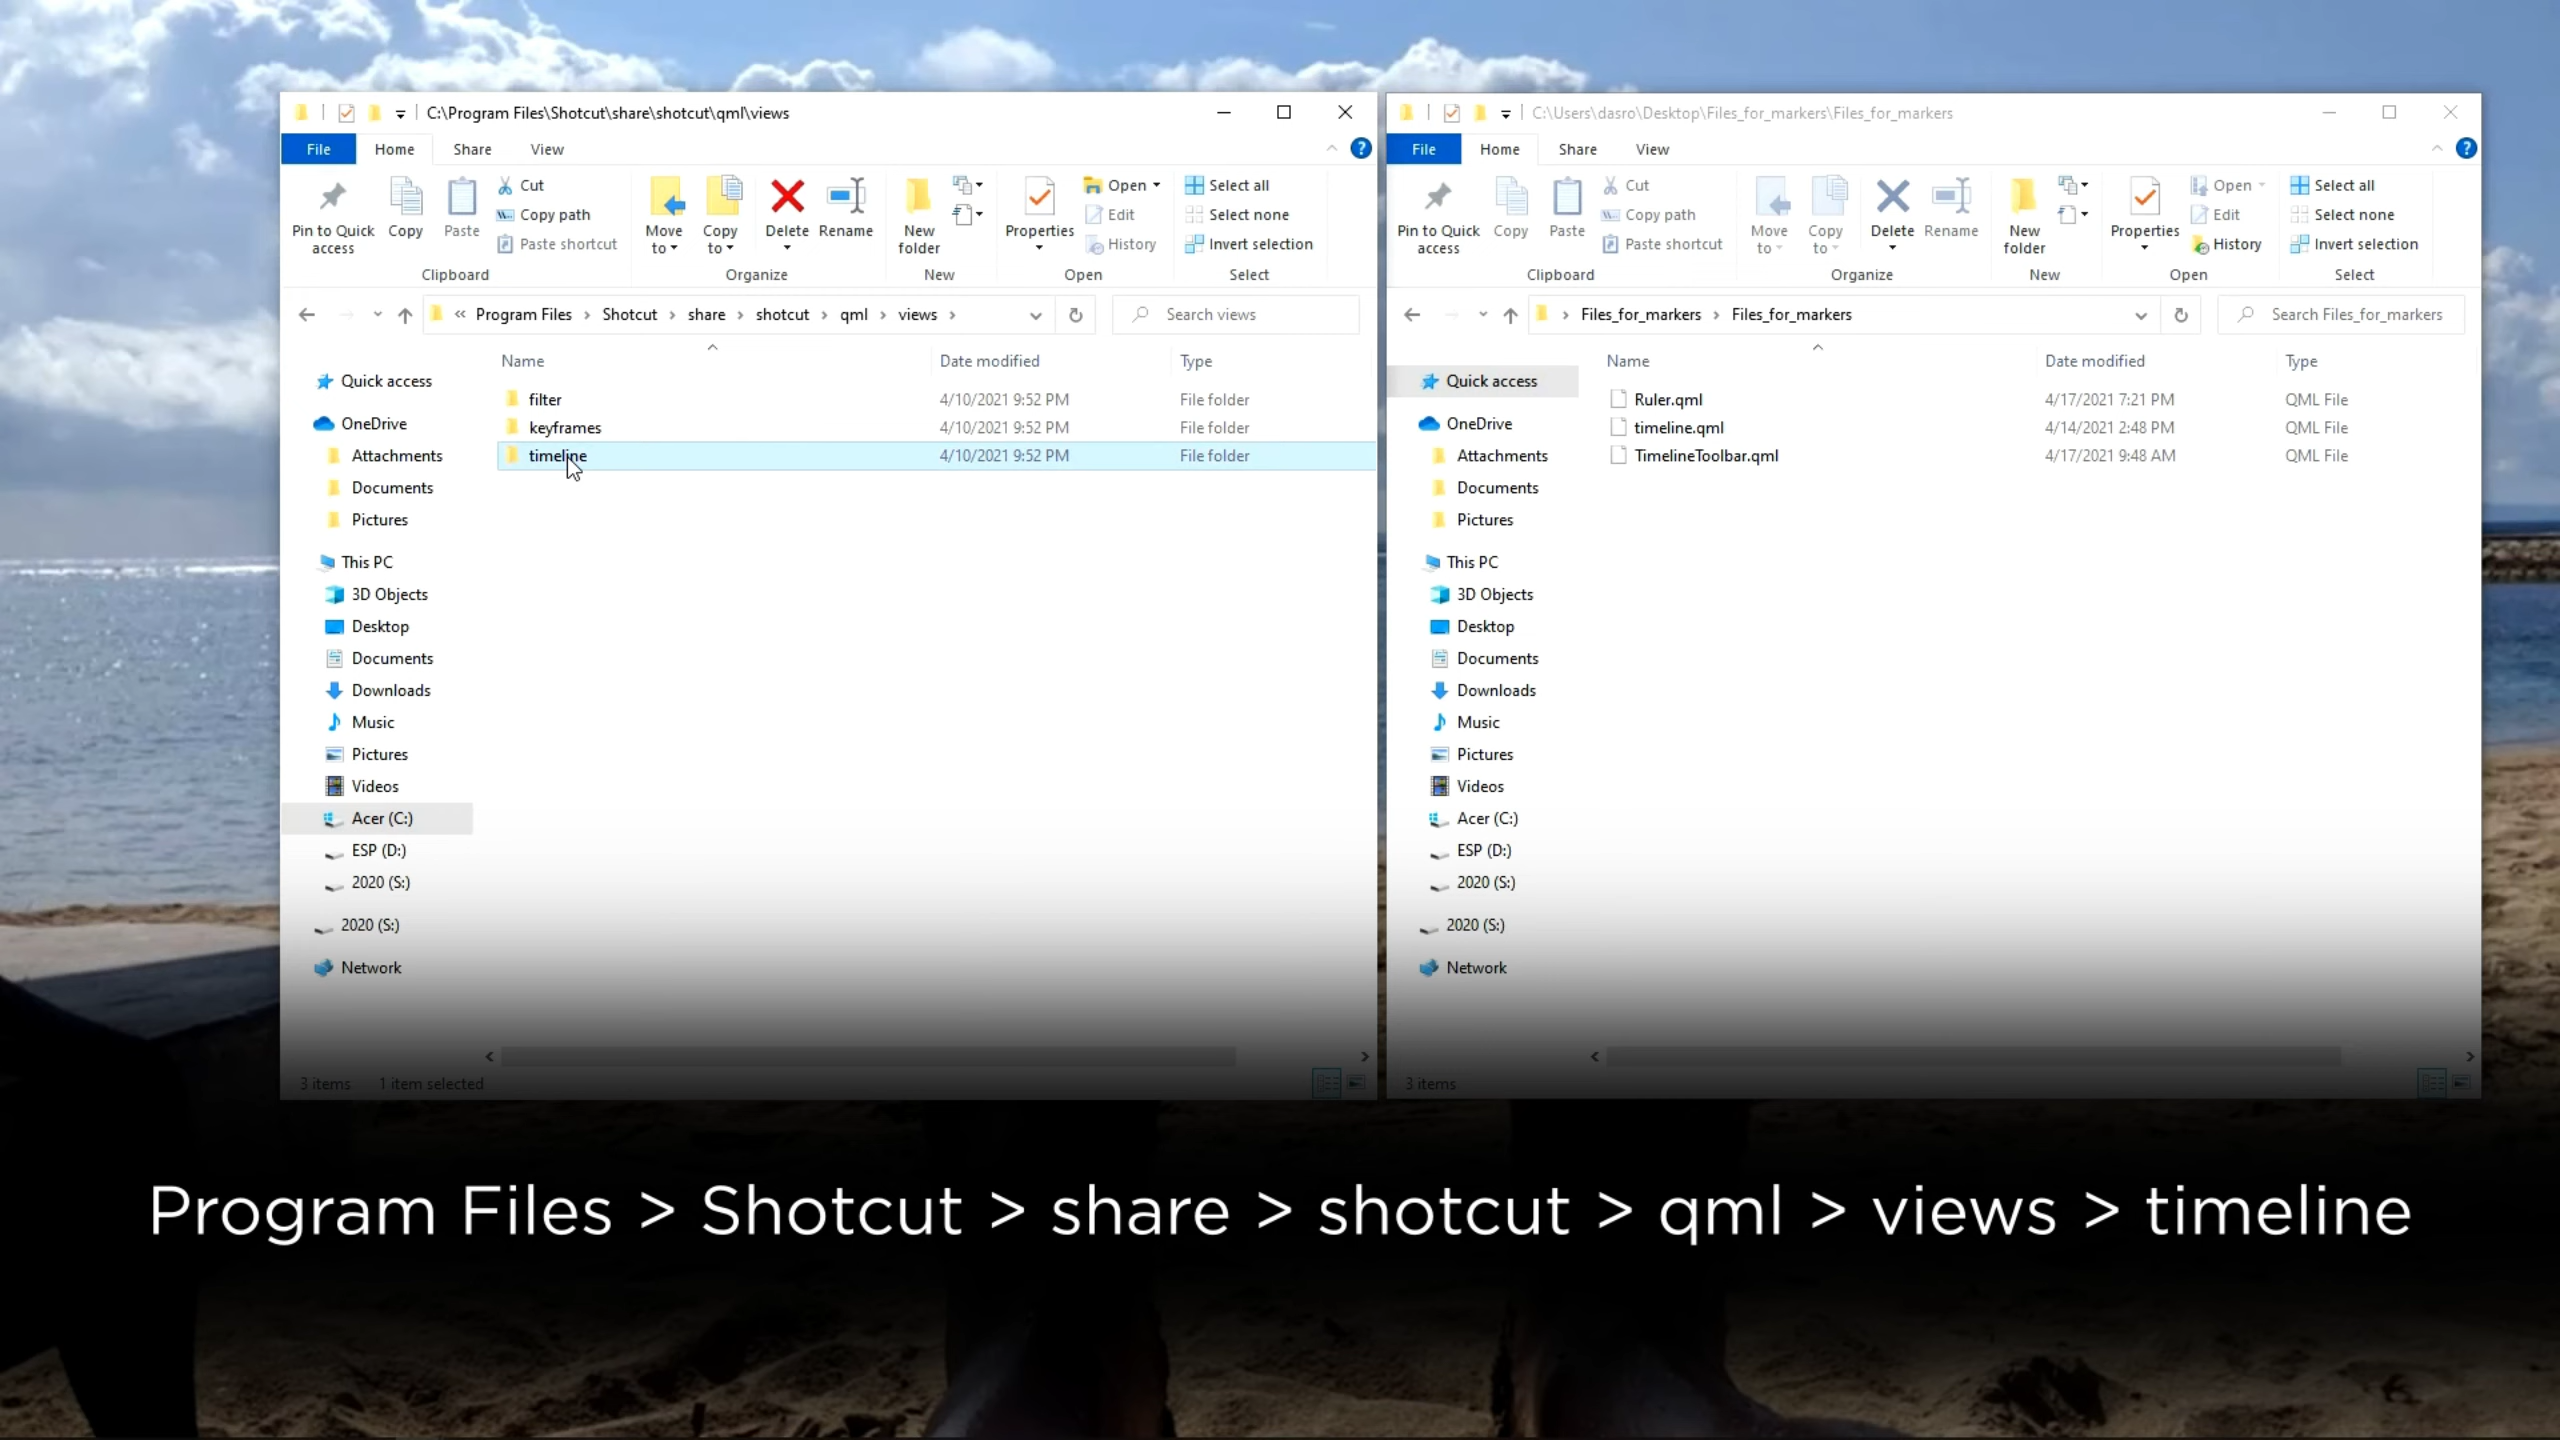 C:\Program Files\Shotcut\share\shotcut\qml\views
File Home Share View
Pin to Quick access
Copy
Paste
Cut
Copy path
Paste shortcut
Clipboard
Move to
Copy to
Delete
Rename
Organize
New folder
New
Properties
Open
Edit
History
Open
Select all
Select none
Invert selection
Select
« Program Files › Shotcut › share › shotcut › qml › views ›
Search views
Quick access
OneDrive
Attachments
Documents
Pictures
This PC
3D Objects
Desktop
Documents
Downloads
Music
Pictures
Videos
Acer (C:)
ESP (D:)
2020 (S:)
2020 (S:)
Network
Name Date modified Type
filter 4/10/2021 9:52 PM File folder
keyframes 4/10/2021 9:52 PM File folder
timeline 4/10/2021 9:52 PM File folder
3 items 1 item selected
C:\Users\dasro\Desktop\Files_for_markers\Files_for_markers
File Home Share View
Pin to Quick access
Copy
Paste
Cut
Copy path
Paste shortcut
Clipboard
Move to
Copy to
Delete
Rename
Organize
New folder
New
Properties
Open
Edit
History
Open
Select all
Select none
Invert selection
Select
› Files_for_markers › Files_for_markers
Search Files_for_markers
Quick access
OneDrive
Attachments
Documents
Pictures
This PC
3D Objects
Desktop
Documents
Downloads
Music
Pictures
Videos
Acer (C:)
ESP (D:)
2020 (S:)
2020 (S:)
Network
Name Date modified Type
Ruler.qml 4/17/2021 7:21 PM QML File
timeline.qml 4/14/2021 2:48 PM QML File
TimelineToolbar.qml 4/17/2021 9:48 AM QML File
3 items
Program Files > Shotcut > share > shotcut > qml > views > timeline